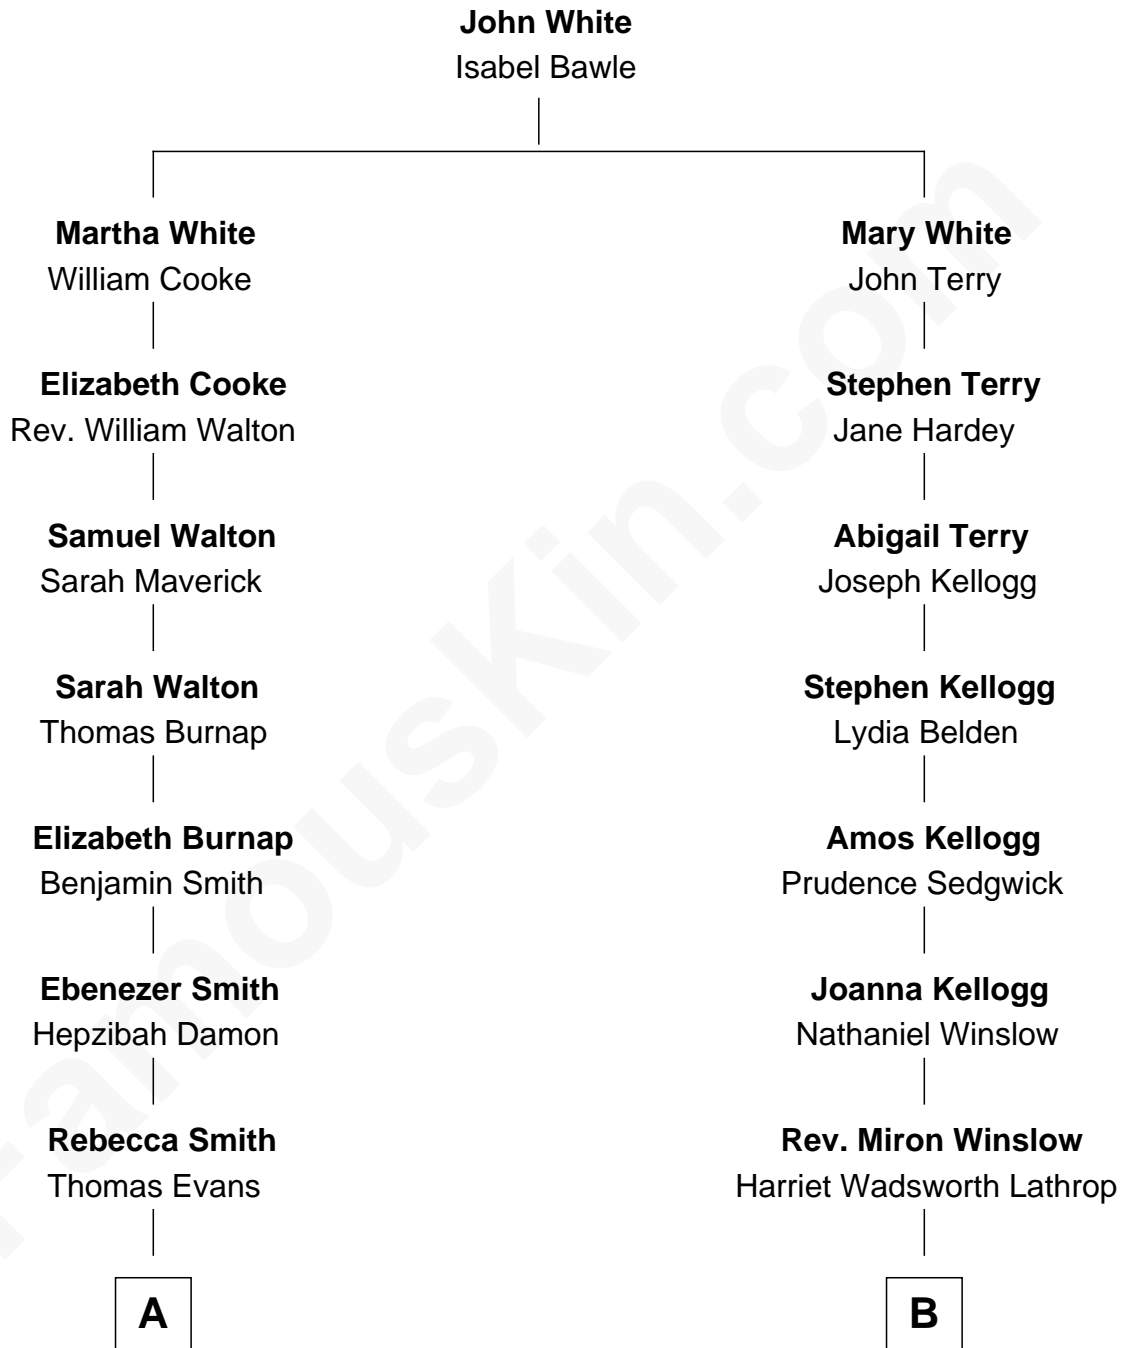 John White
Isabel Bawle
Martha White
William Cooke
Mary White
John Terry
Elizabeth Cooke
Rev. William Walton
Stephen Terry
Jane Hardey
Samuel Walton
Sarah Maverick
Abigail Terry
Joseph Kellogg
Sarah Walton
Thomas Burnap
Stephen Kellogg
Lydia Belden
Elizabeth Burnap
Benjamin Smith
Amos Kellogg
Prudence Sedgwick
Ebenezer Smith
Hepzibah Damon
Joanna Kellogg
Nathaniel Winslow
Rebecca Smith
Thomas Evans
Rev. Miron Winslow
Harriet Wadsworth Lathrop
A
B
FamousKin.com